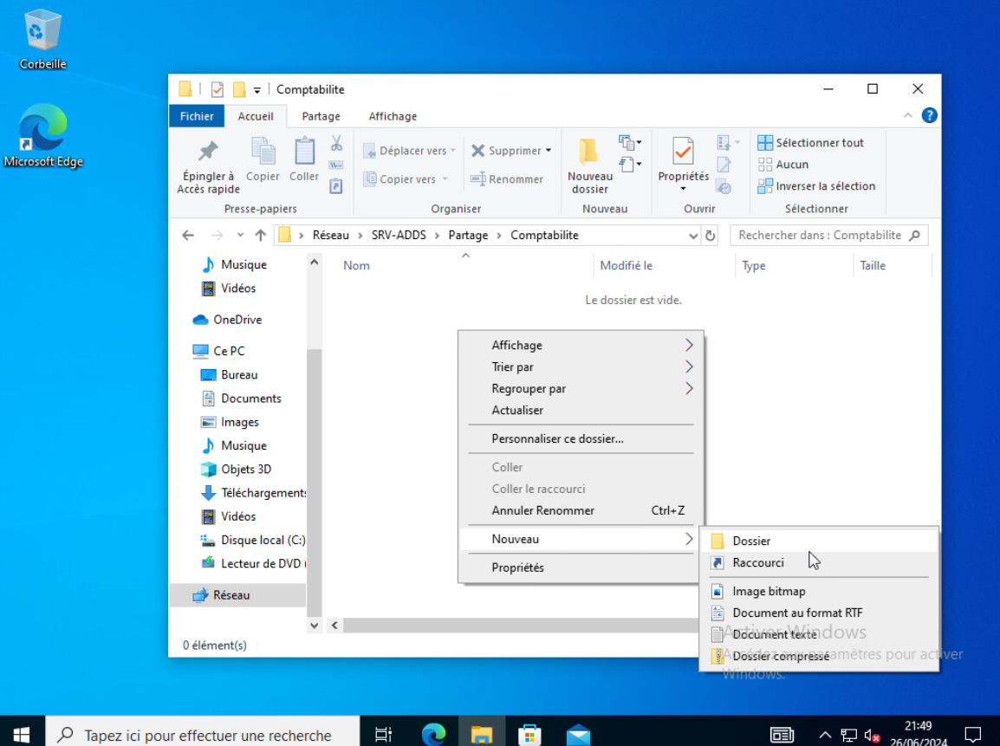 Corbeille
Microsoft Edge
Comptabilite
Fichier Accueil Partage Affichage
Épingler à Accès rapide
Copier
Coller
Presse-papiers
Déplacer vers
Copier vers
Supprimer
Renommer
Organiser
Nouveau dossier
Nouveau
Propriétés
Ouvrir
Sélectionner tout
Aucun
Inverser la sélection
Sélectionner
Réseau › SRV-ADDS › Partage › Comptabilite
Rechercher dans : Comptabilite
Musique
Vidéos
OneDrive
Ce PC
Bureau
Documents
Images
Musique
Objets 3D
Téléchargements
Vidéos
Disque local (C:)
Lecteur de DVD (
Réseau
Nom Modifié le Type Taille
Le dossier est vide.
Affichage
Trier par
Regrouper par
Actualiser
Personnaliser ce dossier...
Coller
Coller le raccourci
Annuler Renommer Ctrl+Z
Nouveau
Propriétés
Dossier
Raccourci
Image bitmap
Document au format RTF
Document texte
Dossier compressé
Activer Windows
Accédez aux paramètres pour activer
Windows.
0 élément(s)
Tapez ici pour effectuer une recherche
21:49
26/06/2024